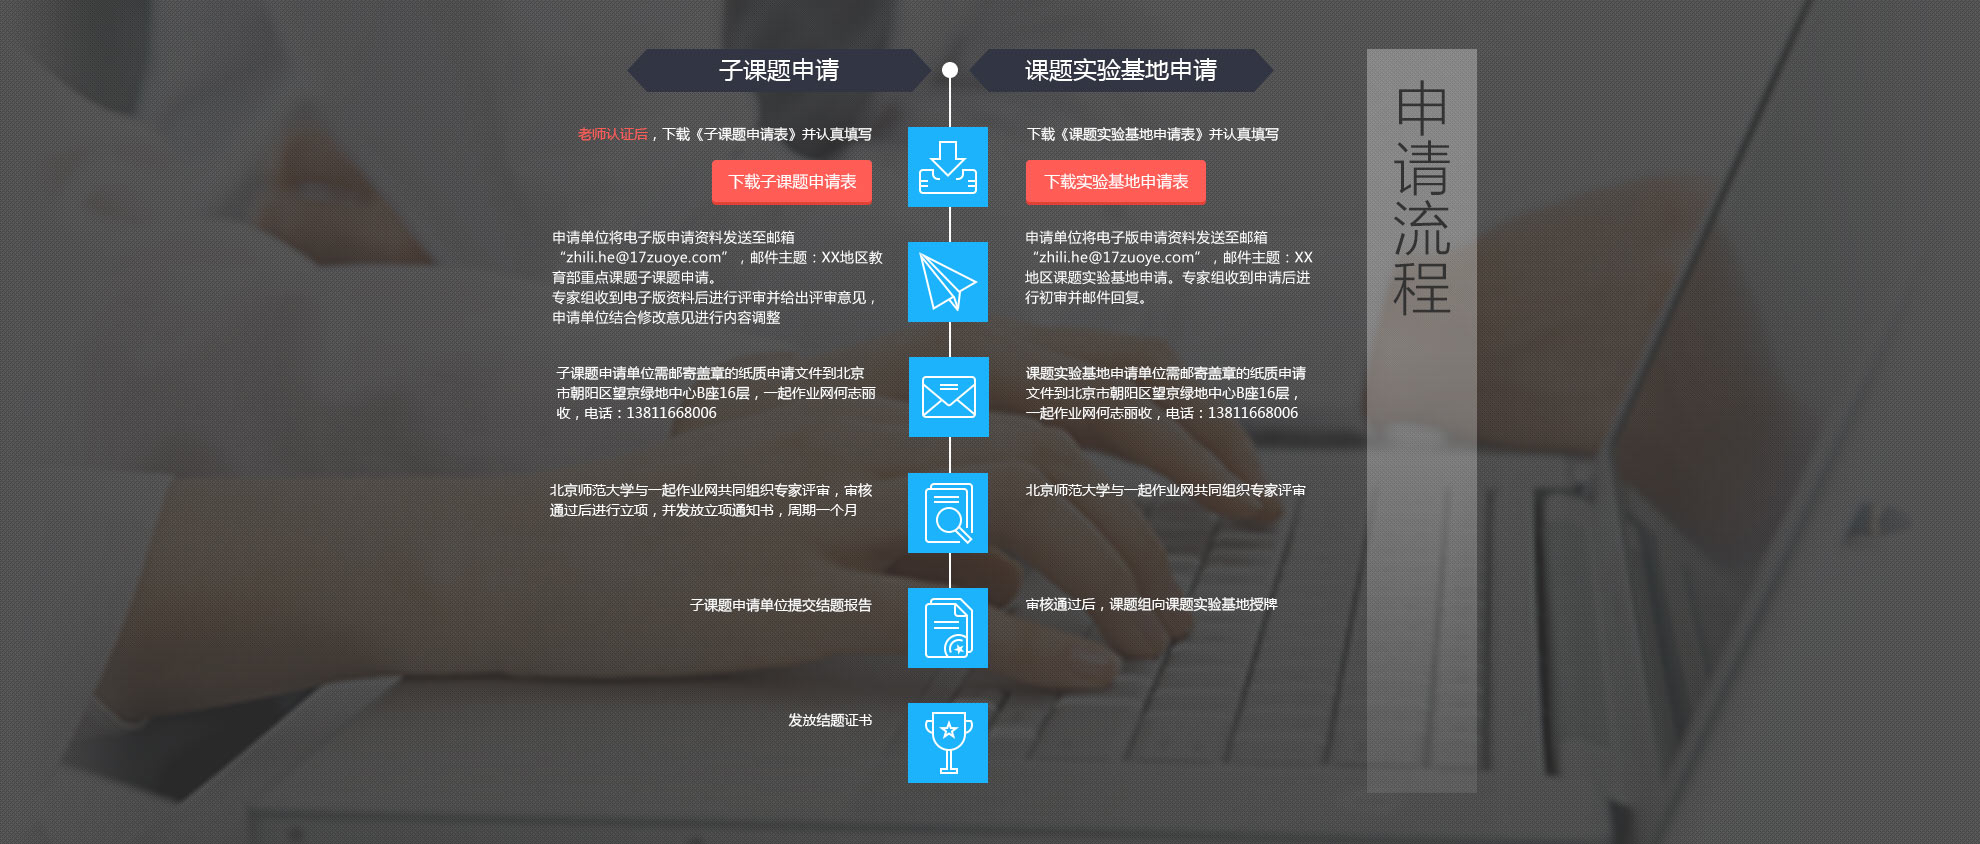 子课题申请
课题实验基地申请
申请流程
老师认证后，下载《子课题申请表》并认真填写
下载《课题实验基地申请表》并认真填写
下载子课题申请表
下载实验基地申请表
申请单位将电子版申请资料发送至邮箱
“zhili.he@17zuoye.com”，邮件主题：XX地区教
育部重点课题子课题申请。
专家组收到电子版资料后进行评审并给出评审意见，
申请单位结合修改意见进行内容调整
申请单位将电子版申请资料发送至邮箱
“zhili.he@17zuoye.com”，邮件主题：XX
地区课题实验基地申请。专家组收到申请后进
行初审并邮件回复。
子课题申请单位需邮寄盖章的纸质申请文件到北京
市朝阳区望京绿地中心B座16层，一起作业网何志丽
收，电话：13811668006
课题实验基地申请单位需邮寄盖章的纸质申请
文件到北京市朝阳区望京绿地中心B座16层，
一起作业网何志丽收，电话：13811668006
北京师范大学与一起作业网共同组织专家评审，审核
通过后进行立项，并发放立项通知书，周期一个月
北京师范大学与一起作业网共同组织专家评审
子课题申请单位提交结题报告
审核通过后，课题组向课题实验基地授牌
发放结题证书